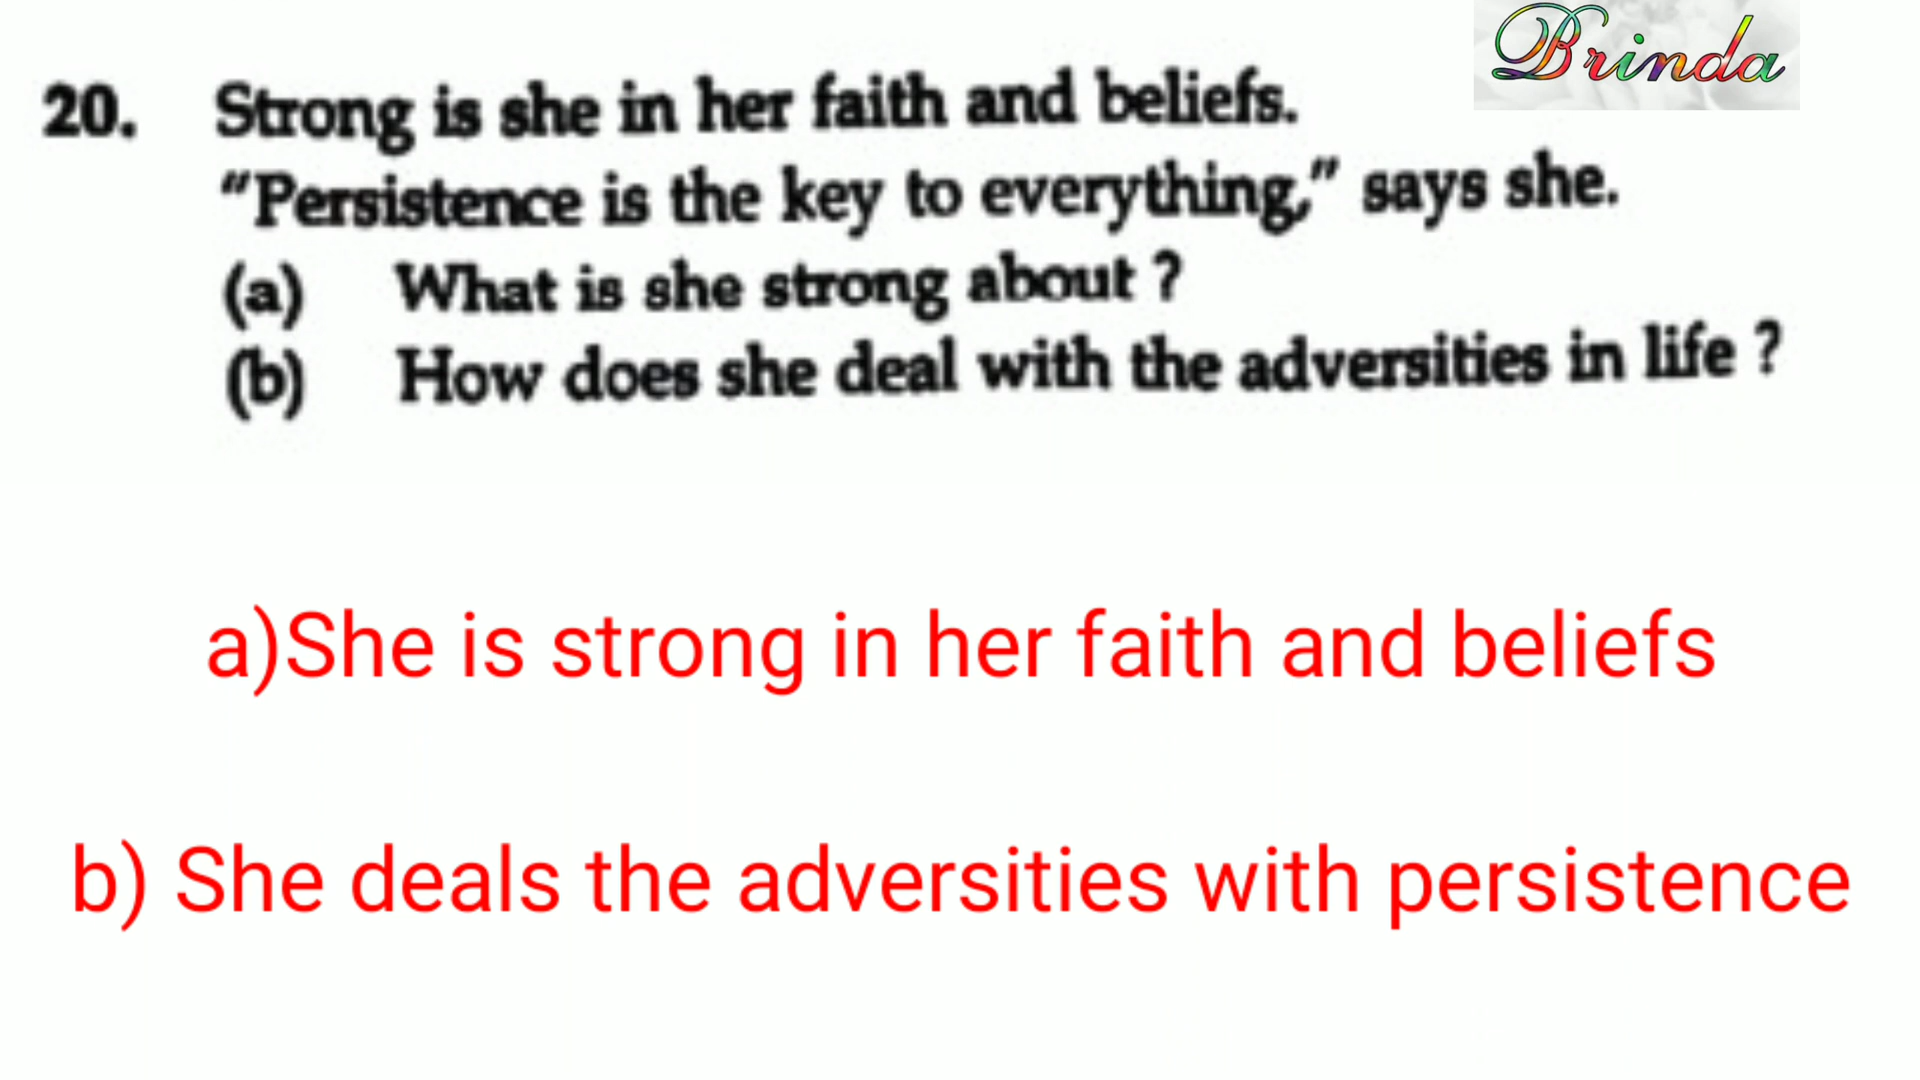 Brinda
20. Strong is she in her faith and beliefs.
“Persistence is the key to everything,” says she.
(a) What is she strong about ?
(b) How does she deal with the adversities in life ?
a)She is strong in her faith and beliefs
b) She deals the adversities with persistence